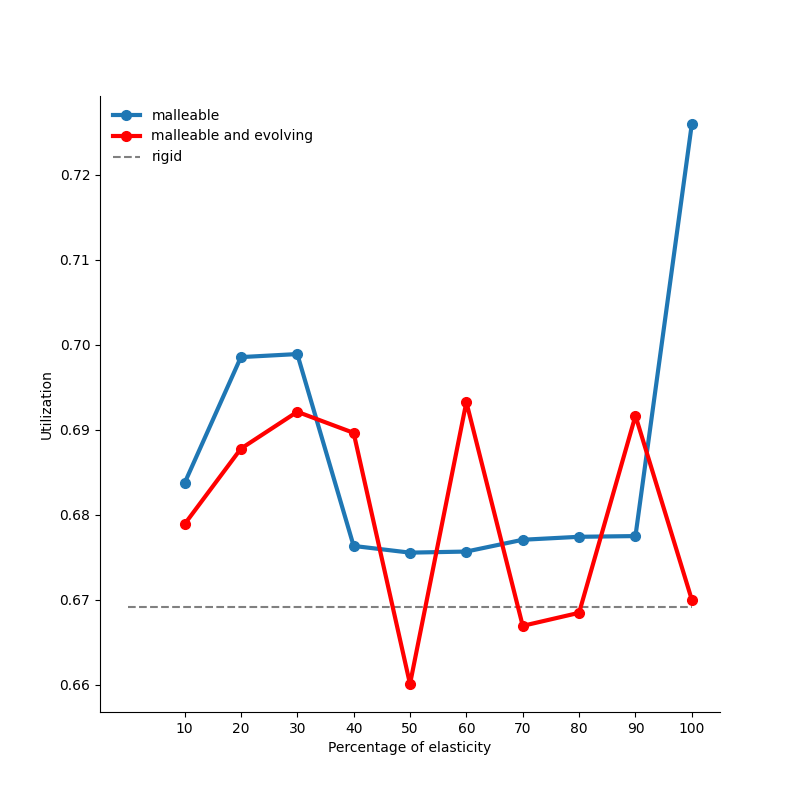 malleable
malleable and evolving
rigid
0.72
0.71
0.70
0.69
0.68
0.67
0.66
Utilization
10 20 30 40 50 60 70 80 90 100
Percentage of elasticity